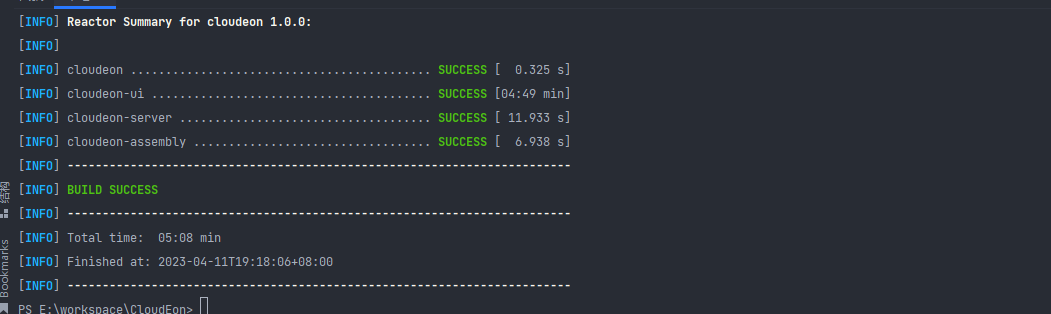 [INFO] Reactor Summary for cloudeon 1.0.0:
[INFO]
[INFO] cloudeon ........................................... SUCCESS [  0.325 s]
[INFO] cloudeon-ui ........................................ SUCCESS [04:49 min]
[INFO] cloudeon-server .................................... SUCCESS [ 11.933 s]
[INFO] cloudeon-assembly .................................. SUCCESS [  6.938 s]
[INFO] ------------------------------------------------------------------------
[INFO] BUILD SUCCESS
[INFO] ------------------------------------------------------------------------
[INFO] Total time:  05:08 min
[INFO] Finished at: 2023-04-11T19:18:06+08:00
[INFO] ------------------------------------------------------------------------
PS E:\workspace\CloudEon>
结构
Bookmarks